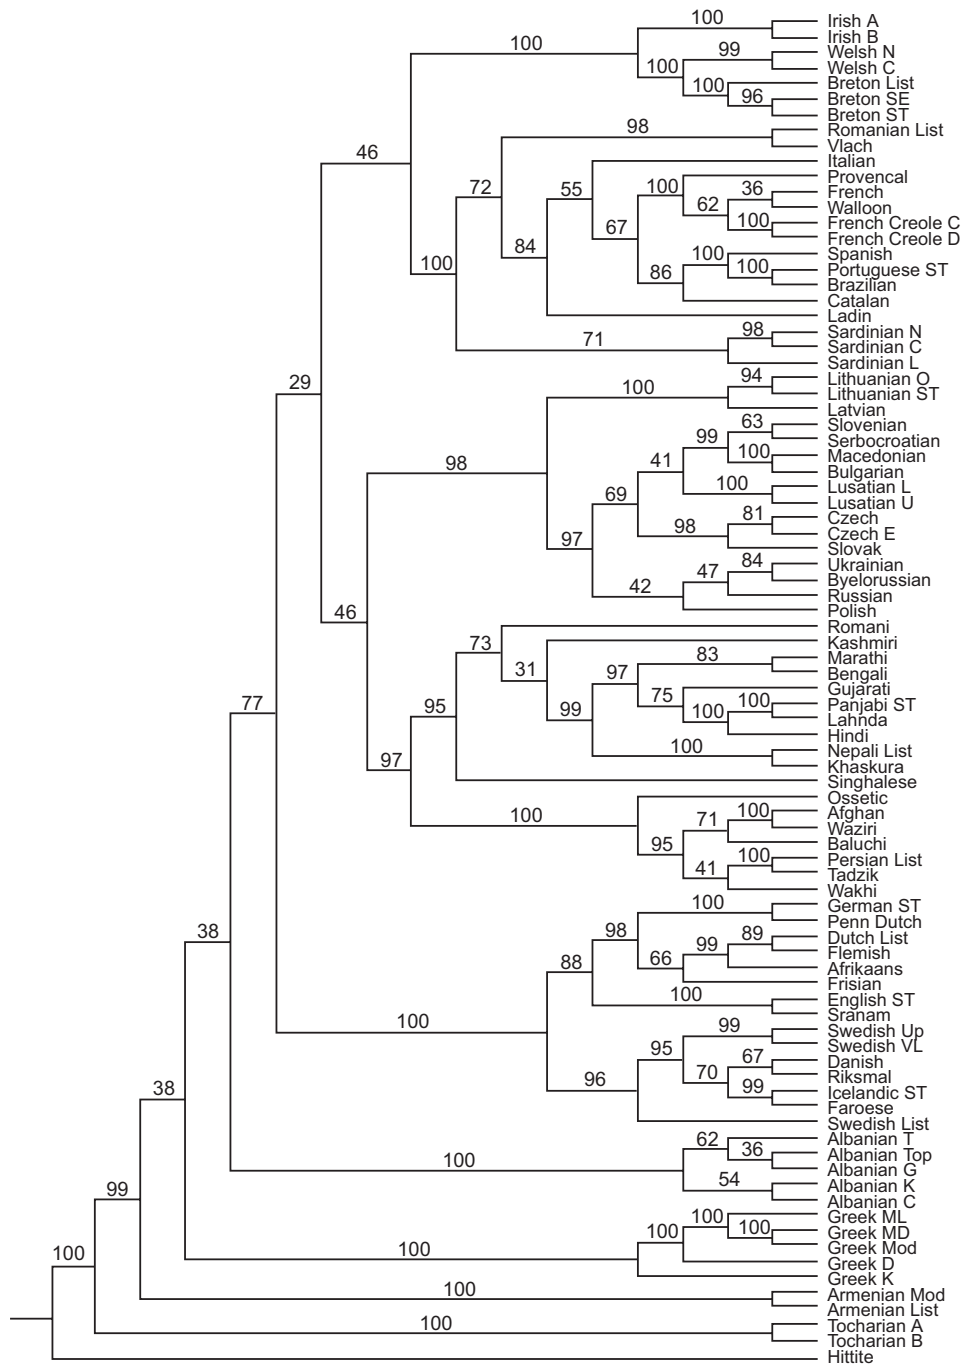 100 Irish A
Irish B
100
99 Welsh N
100 Welsh C
100 Breton List
96 Breton SE
Breton ST
98 Romanian List
Vlach
46
Italian
72 55 100 Provencal
36 French
62 Walloon
67 100 French Creole C
French Creole D
84 100 Spanish
100 86 100 Portuguese ST
Brazilian
Catalan
Ladin
71 98 Sardinian N
Sardinian C
Sardinian L
29 100 94 Lithuanian O
Lithuanian ST
Latvian
63 Slovenian
99 Serbocroatian
98 41 100 Macedonian
Bulgarian
69 100 Lusatian L
Lusatian U
81 Czech
97 98 Czech E
Slovak
84 Ukrainian
42 47 Byelorussian
Russian
46 Polish
Romani
73 Kashmiri
83 Marathi
31 97 Bengali
75 Gujarati
77 95 99 100 100 Panjabi ST
Lahnda
Hindi
97 100 Nepali List
Khaskura
Singhalese
Ossetic
100 71 100 Afghan
Waziri
95 Baluchi
41 100 Persian List
Tadzik
Wakhi
100 German ST
Penn Dutch
38 98 89 Dutch List
66 99 Flemish
88 Afrikaans
Frisian
100 English ST
Sranam
100 99 Swedish Up
95 Swedish VL
67 Danish
96 70 Riksmal
38 99 Icelandic ST
Faroese
Swedish List
62 Albanian T
100 36 Albanian Top
Albanian G
99 54 Albanian K
Albanian C
100 Greek ML
100 100 100 100 Greek MD
Greek Mod
Greek D
Greek K
100 Armenian Mod
Armenian List
100 Tocharian A
Tocharian B
Hittite